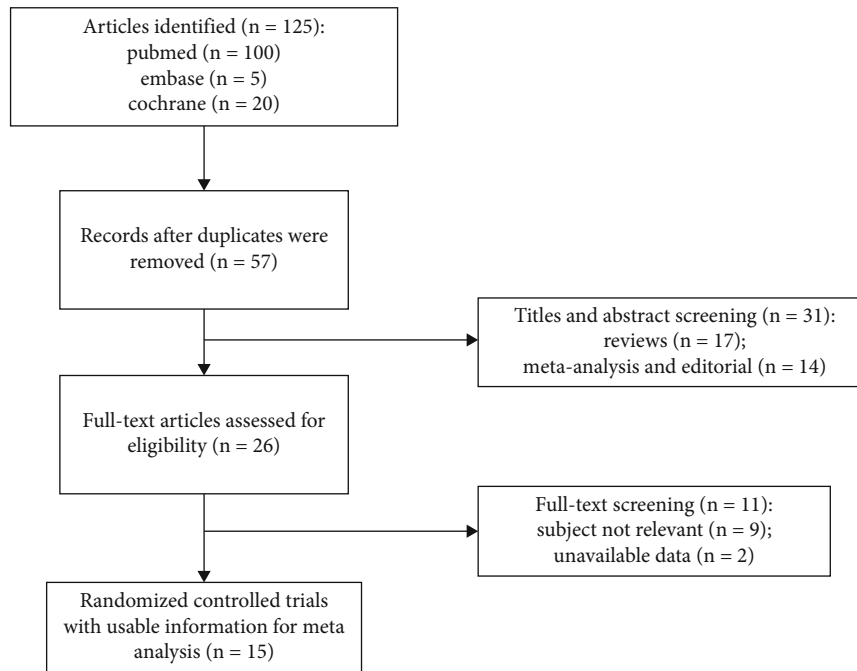 Articles identified (n = 125):
pubmed (n = 100)
embase (n = 5)
cochrane (n = 20)
Records after duplicates were
removed (n = 57)
Titles and abstract screening (n = 31):
reviews (n = 17);
meta-analysis and editorial (n = 14)
Full-text articles assessed for
eligibility (n = 26)
Full-text screening (n = 11):
subject not relevant (n = 9);
unavailable data (n = 2)
Randomized controlled trials
with usable information for meta
analysis (n = 15)